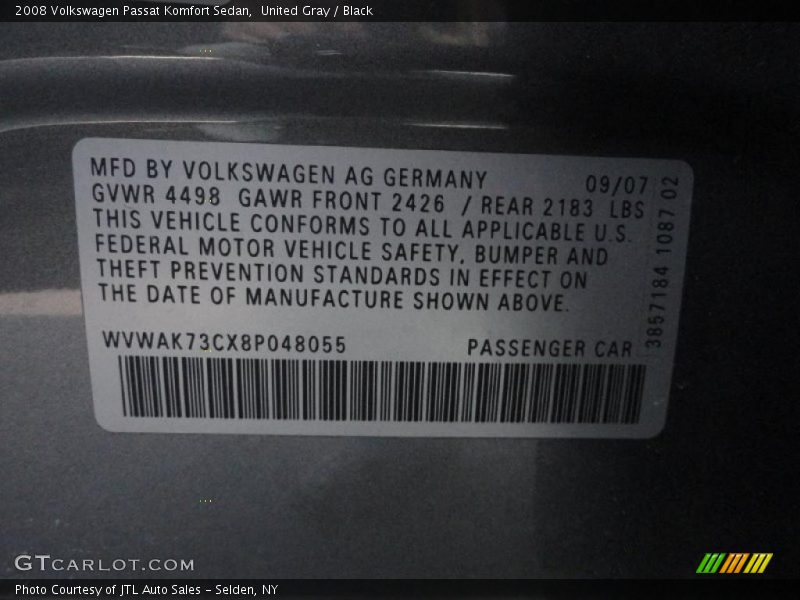 2008 Volkswagen Passat Komfort Sedan, United Gray / Black
MFD BY VOLKSWAGEN AG GERMANY 09/07
GVWR 4498 GAWR FRONT 2426 / REAR 2183 LBS
THIS VEHICLE CONFORMS TO ALL APPLICABLE U.S.
FEDERAL MOTOR VEHICLE SAFETY, BUMPER AND
THEFT PREVENTION STANDARDS IN EFFECT ON
THE DATE OF MANUFACTURE SHOWN ABOVE.
WVWAK73CX8P048055 PASSENGER CAR
3857184 1087 02
GTCARLOT.COM
Photo Courtesy of JTL Auto Sales - Selden, NY